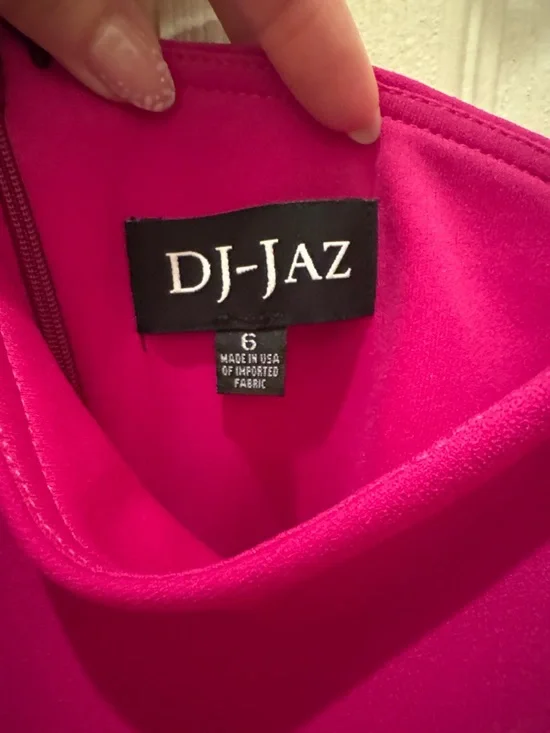 DJ-JAZ
6
MADE IN USA
OF IMPORTED
FABRIC